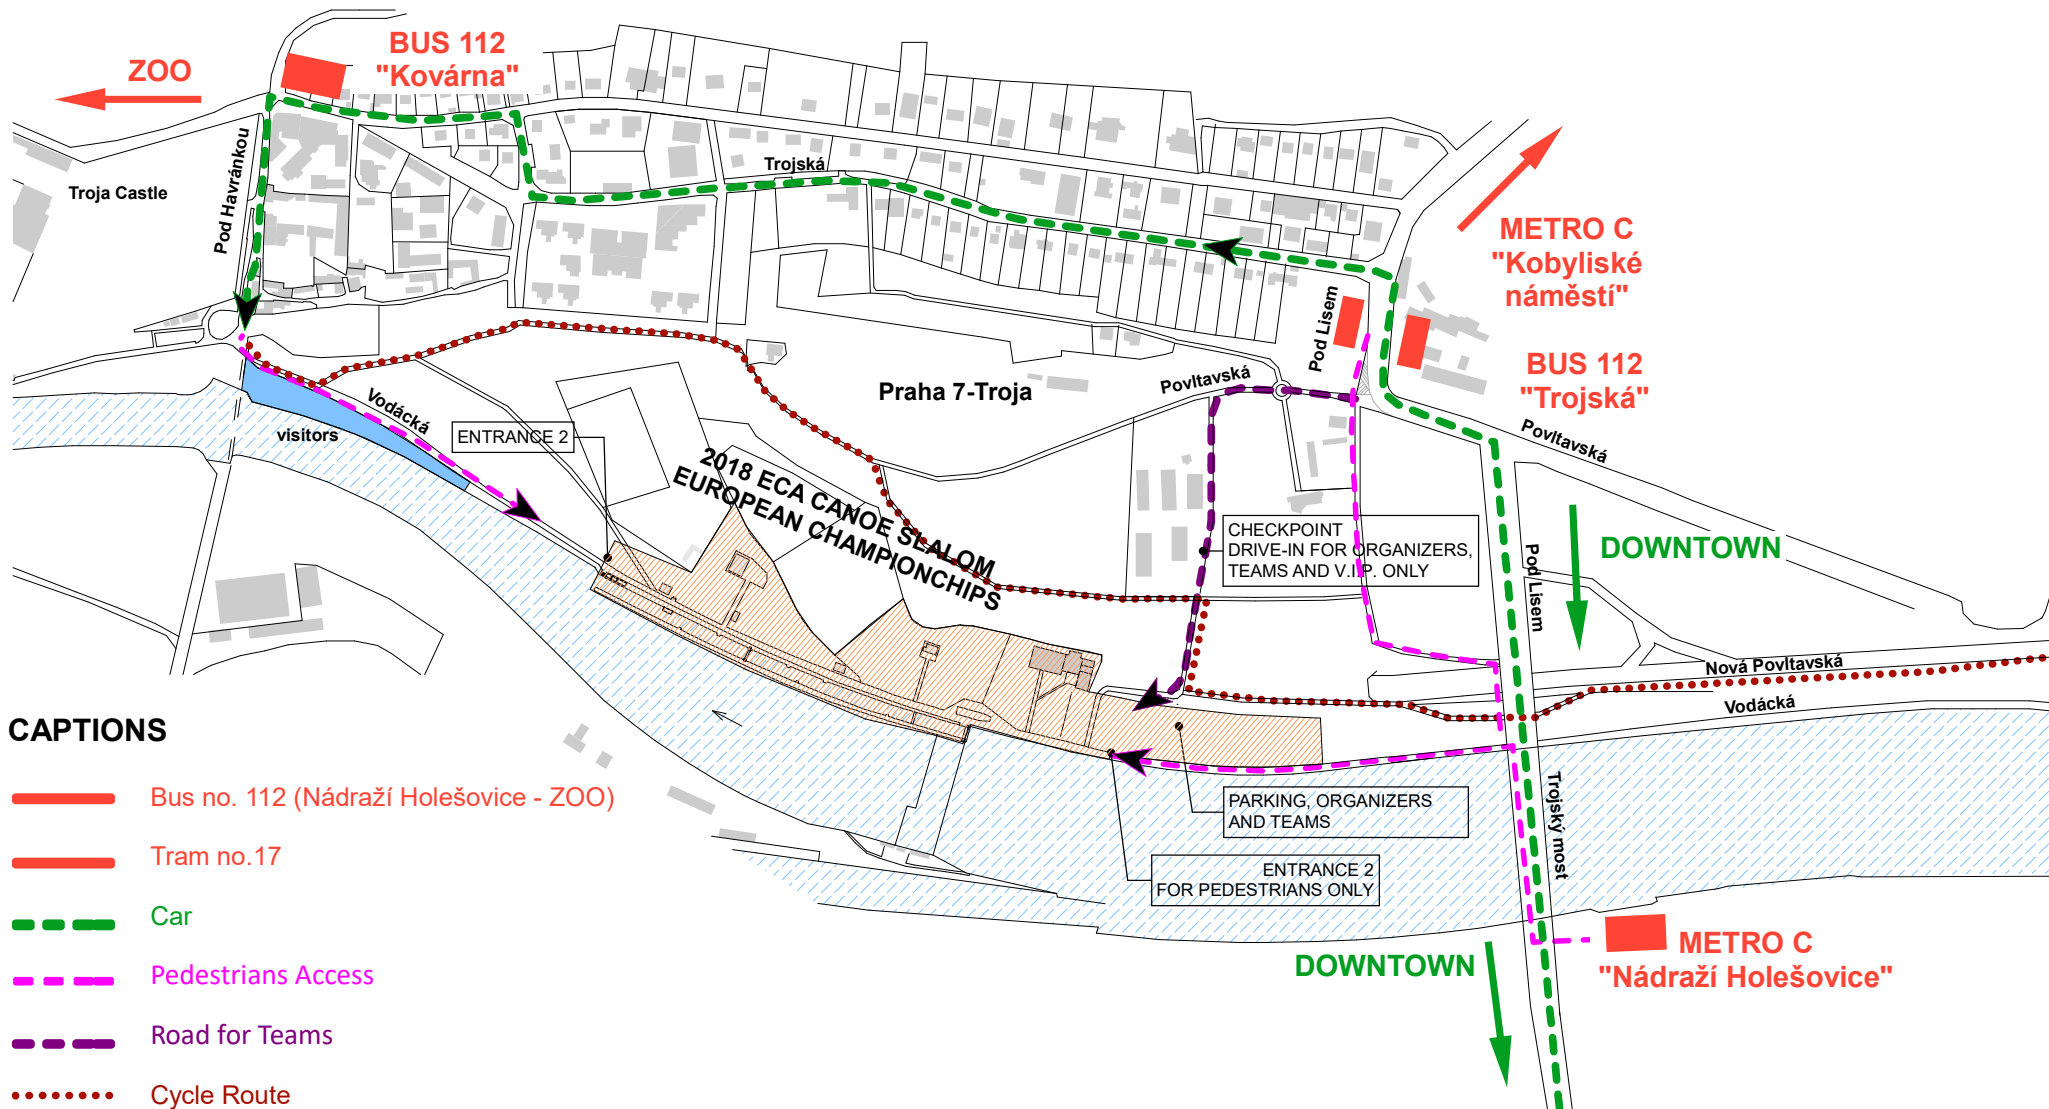 BUS 112
"Kovárna"
ZOO
Pod Havránkou
Troja Castle
Trojská
METRO C
"Kobyliské
náměstí"
Pod Lisem
BUS 112
"Trojská"
Povltavská
Praha 7-Troja
Povltavská
Vodácká
visitors
ENTRANCE 2
2018 ECA CANOE SLALOM
EUROPEAN CHAMPIONCHIPS
CHECKPOINT
DRIVE-IN FOR ORGANIZERS,
TEAMS AND V.I.P. ONLY
Pod Lisem
DOWNTOWN
Nová Povltavská
Vodácká
Trojský most
PARKING, ORGANIZERS
AND TEAMS
ENTRANCE 2
FOR PEDESTRIANS ONLY
DOWNTOWN
METRO C
"Nádraží Holešovice"
CAPTIONS
Bus no. 112 (Nádraží Holešovice - ZOO)
Tram no.17
Car
Pedestrians Access
Road for Teams
Cycle Route